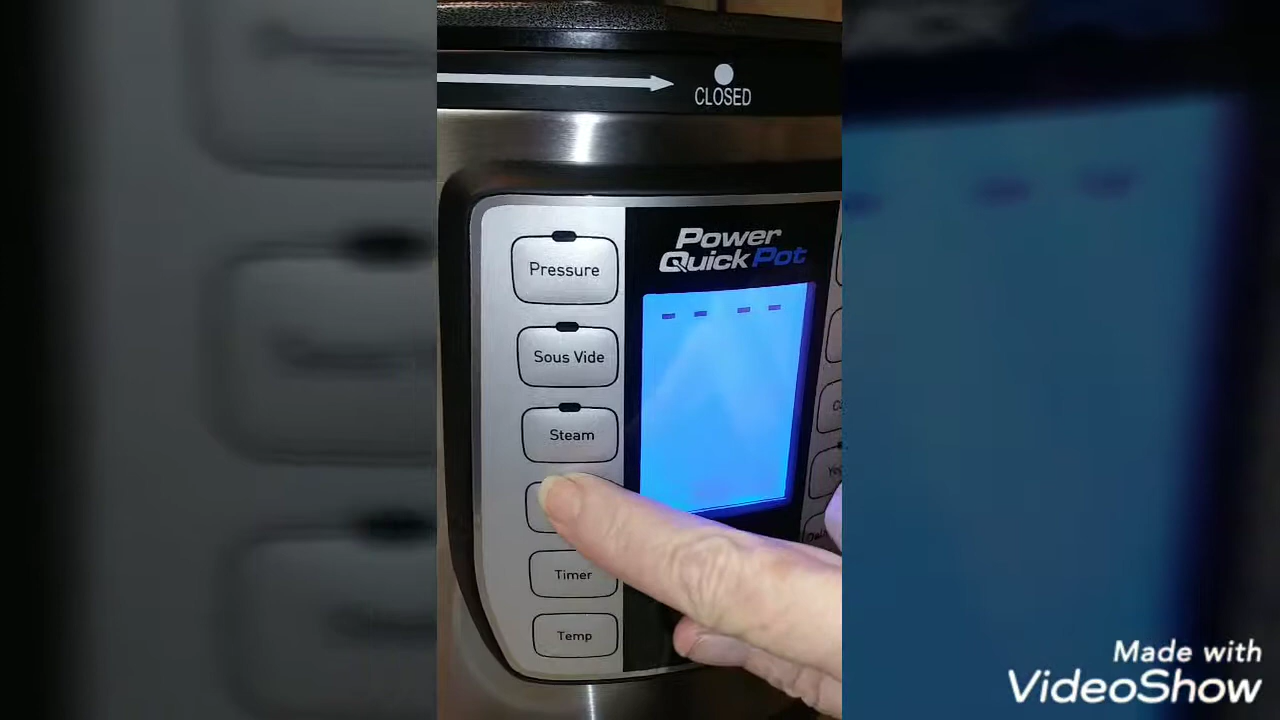 CLOSED
Power
Quick Pot
Pressure
Sous Vide
Steam
Timer
Temp
Made with
VideoShow